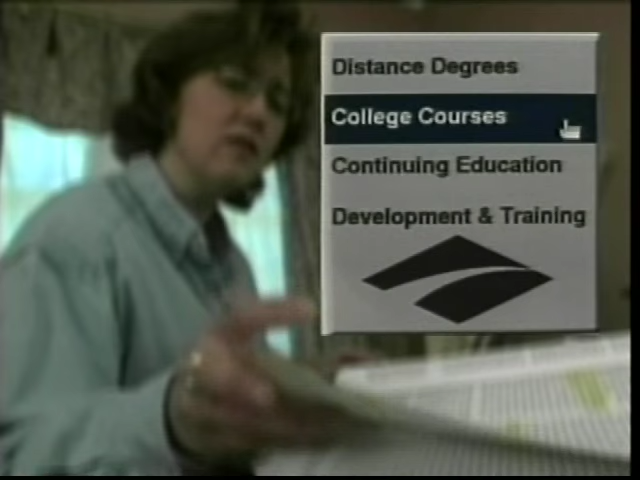 Distance Degrees
College Courses
Continuing Education
Development & Training